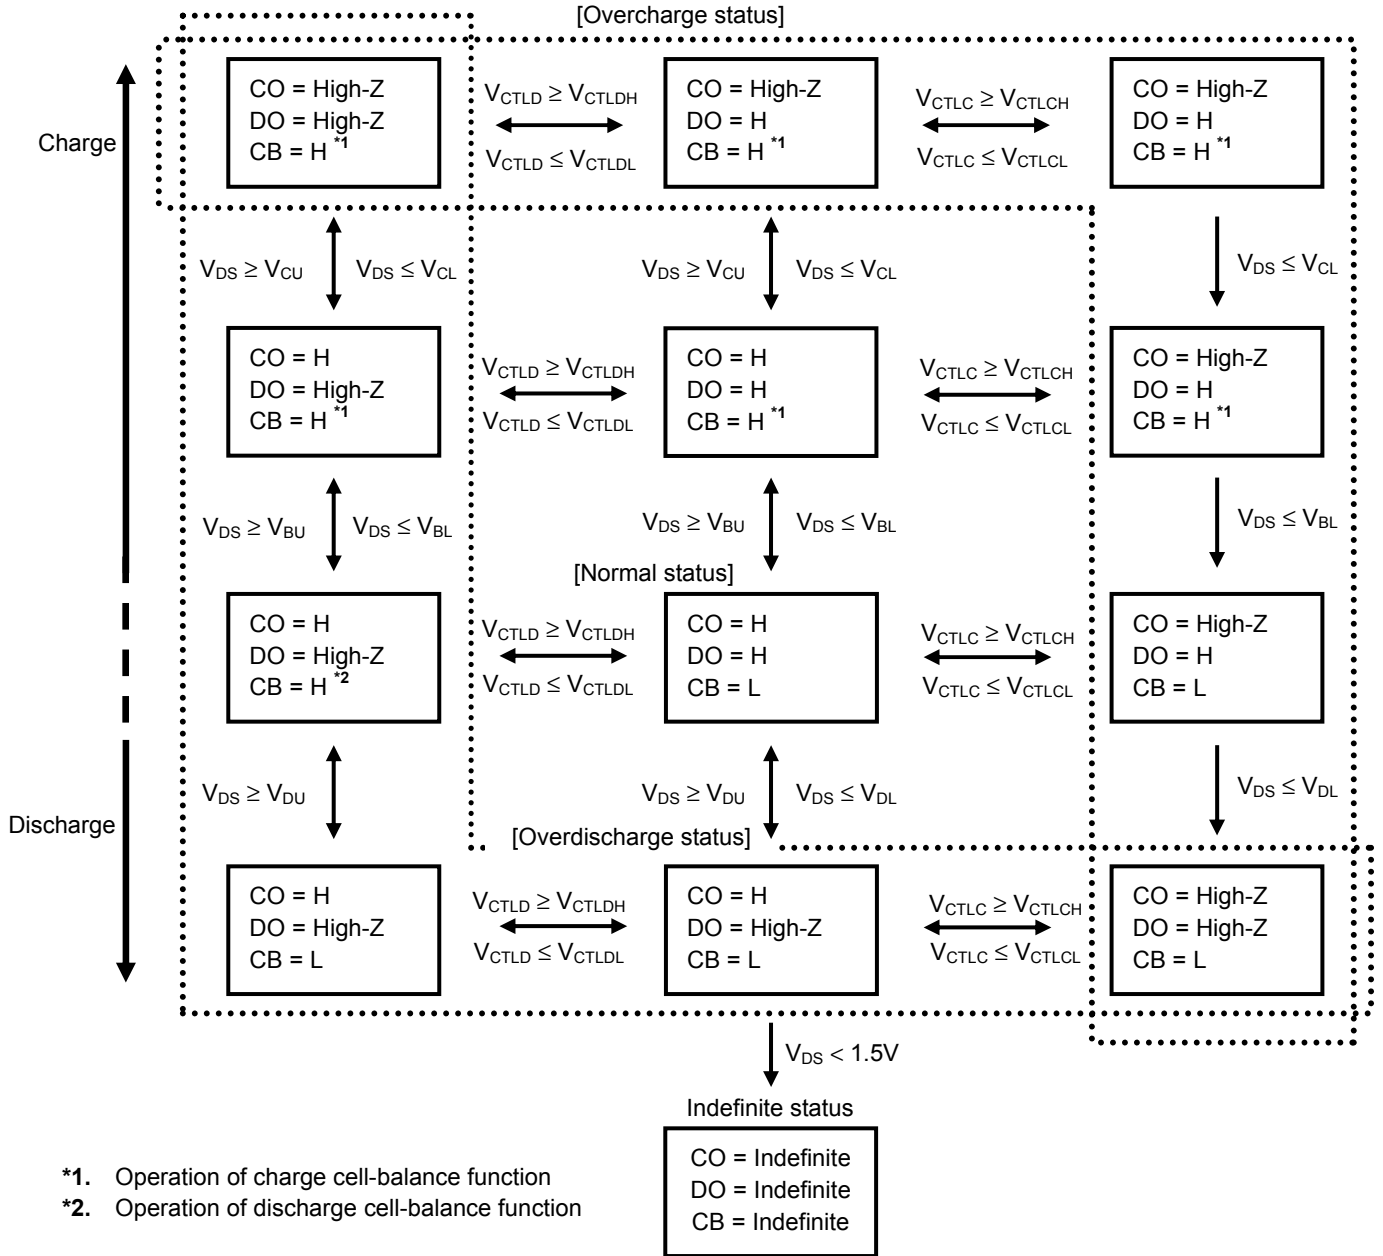 [Overcharge status]
Charge
CO = High-Z
DO = High-Z
CB = H *1
VCTLD ≥ VCTLDH
VCTLD ≤ VCTLDL
CO = High-Z
DO = H
CB = H *1
VCTLC ≥ VCTLCH
VCTLC ≤ VCTLCL
CO = High-Z
DO = H
CB = H *1
VDS ≥ VCU
VDS ≤ VCL
VDS ≥ VCU
VDS ≤ VCL
VDS ≤ VCL
CO = H
DO = High-Z
CB = H *1
VCTLD ≥ VCTLDH
VCTLD ≤ VCTLDL
CO = H
DO = H
CB = H *1
VCTLC ≥ VCTLCH
VCTLC ≤ VCTLCL
CO = High-Z
DO = H
CB = H *1
VDS ≥ VBU
VDS ≤ VBL
VDS ≥ VBU
VDS ≤ VBL
VDS ≤ VBL
[Normal status]
CO = H
DO = High-Z
CB = H *2
VCTLD ≥ VCTLDH
VCTLD ≤ VCTLDL
CO = H
DO = H
CB = L
VCTLC ≥ VCTLCH
VCTLC ≤ VCTLCL
CO = High-Z
DO = H
CB = L
VDS ≥ VDU
VDS ≥ VDU
VDS ≤ VDL
VDS ≤ VDL
Discharge
[Overdischarge status]
CO = H
DO = High-Z
CB = L
VCTLD ≥ VCTLDH
VCTLD ≤ VCTLDL
CO = H
DO = High-Z
CB = L
VCTLC ≥ VCTLCH
VCTLC ≤ VCTLCL
CO = High-Z
DO = High-Z
CB = L
VDS < 1.5V
Indefinite status
CO = Indefinite
DO = Indefinite
CB = Indefinite
*1. Operation of charge cell-balance function
*2. Operation of discharge cell-balance function